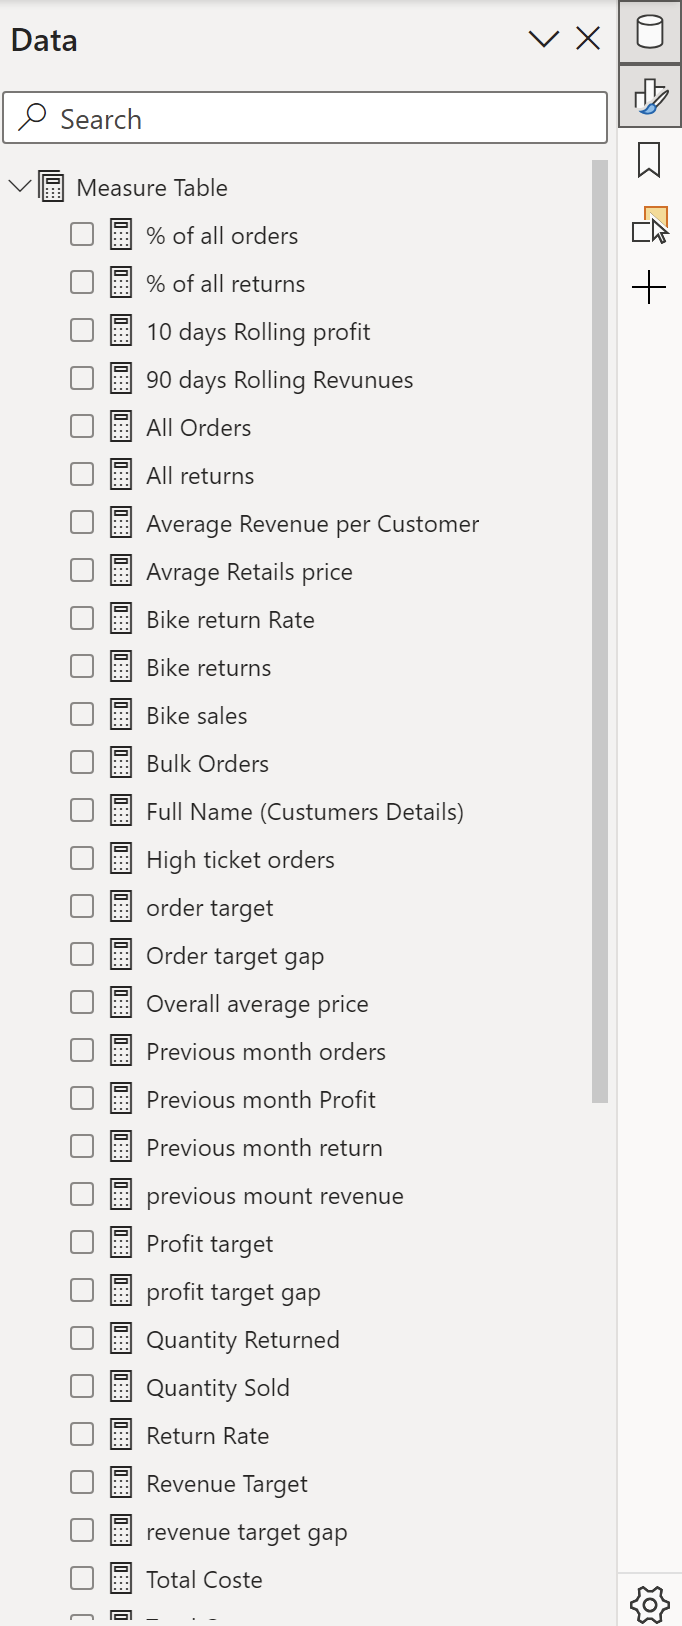 Data
Search
Measure Table
% of all orders
% of all returns
10 days Rolling profit
90 days Rolling Revunues
All Orders
All returns
Average Revenue per Customer
Avrage Retails price
Bike return Rate
Bike returns
Bike sales
Bulk Orders
Full Name (Custumers Details)
High ticket orders
order target
Order target gap
Overall average price
Previous month orders
Previous month Profit
Previous month return
previous mount revenue
Profit target
profit target gap
Quantity Returned
Quantity Sold
Return Rate
Revenue Target
revenue target gap
Total Coste